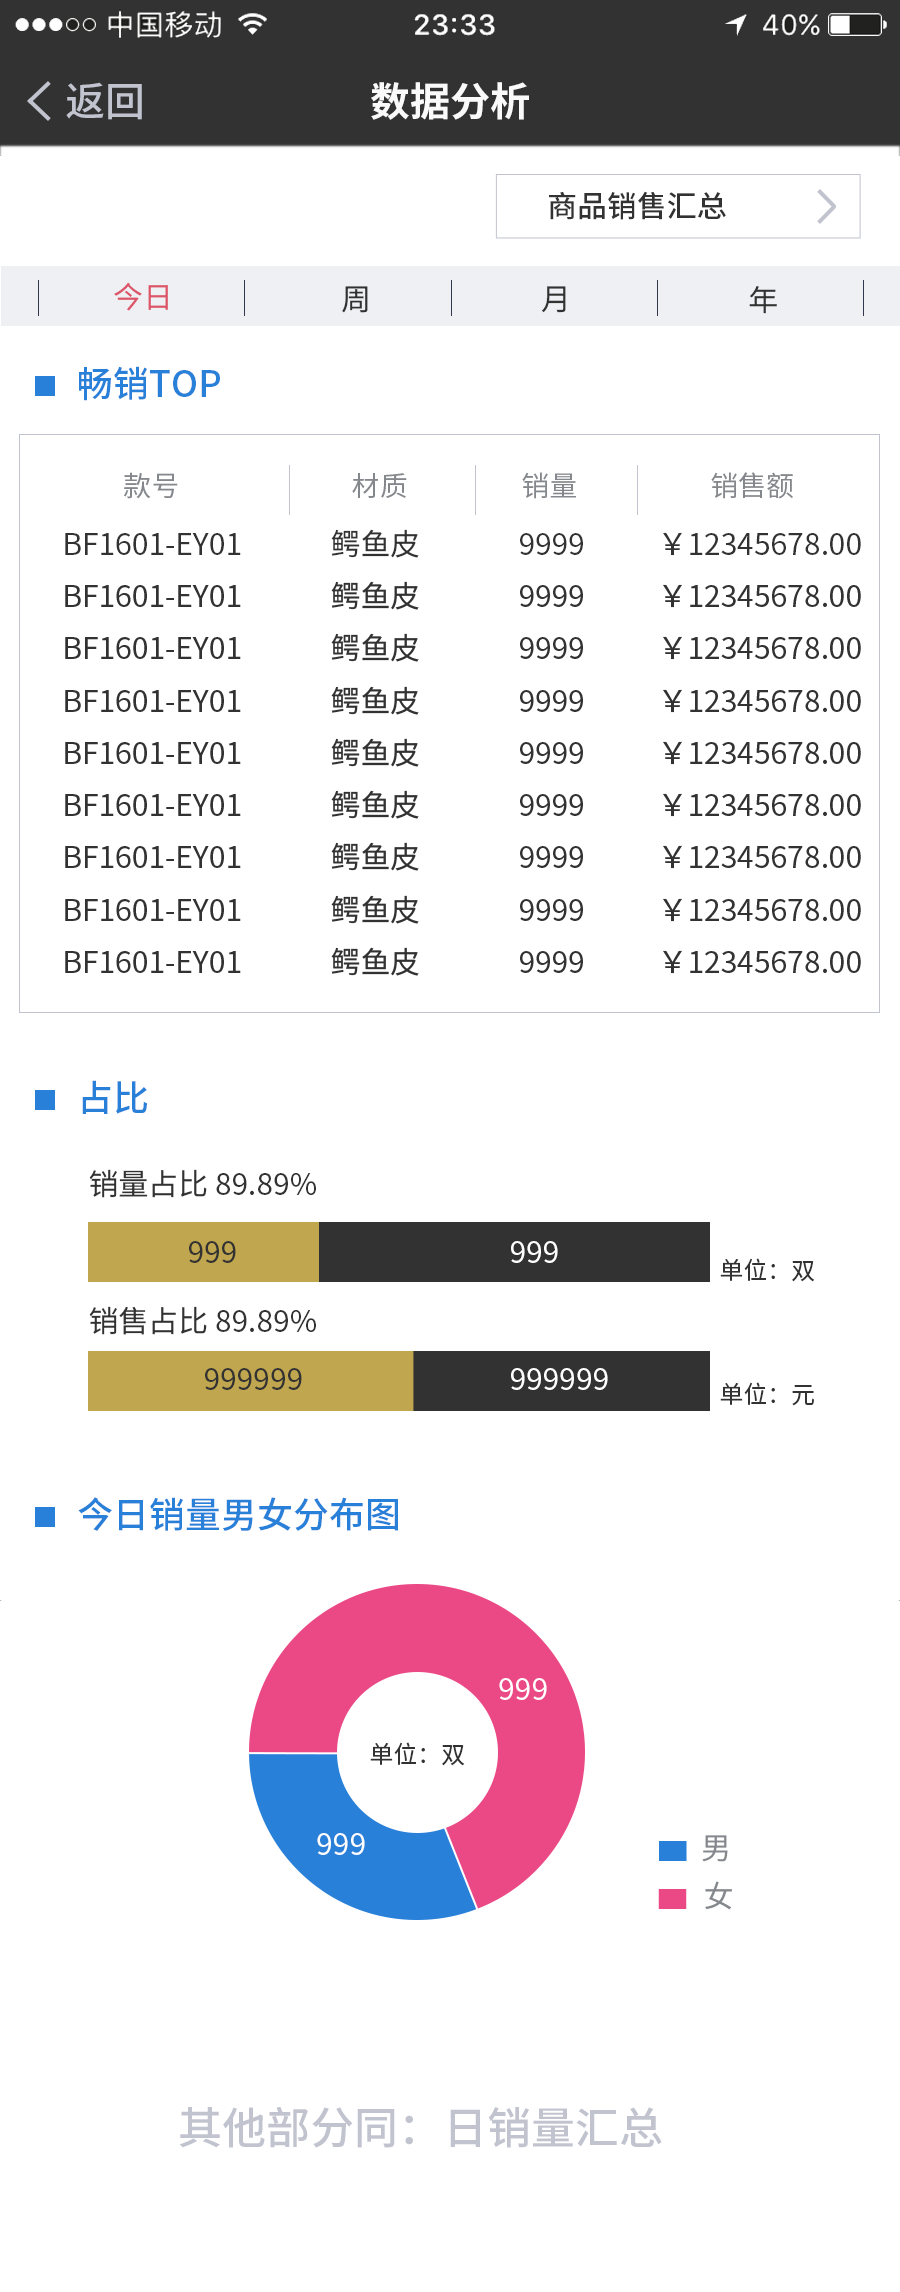 中国移动 23:33 40%
返回 数据分析
商品销售汇总
今日 周 月 年
畅销TOP
款号 材质 销量 销售额
BF1601-EY01 鳄鱼皮 9999 ￥12345678.00
BF1601-EY01 鳄鱼皮 9999 ￥12345678.00
BF1601-EY01 鳄鱼皮 9999 ￥12345678.00
BF1601-EY01 鳄鱼皮 9999 ￥12345678.00
BF1601-EY01 鳄鱼皮 9999 ￥12345678.00
BF1601-EY01 鳄鱼皮 9999 ￥12345678.00
BF1601-EY01 鳄鱼皮 9999 ￥12345678.00
BF1601-EY01 鳄鱼皮 9999 ￥12345678.00
BF1601-EY01 鳄鱼皮 9999 ￥12345678.00
占比
销量占比 89.89%
999 999 单位：双
销售占比 89.89%
999999 999999 单位：元
今日销量男女分布图
999
单位：双
999
男
女
其他部分同：日销量汇总